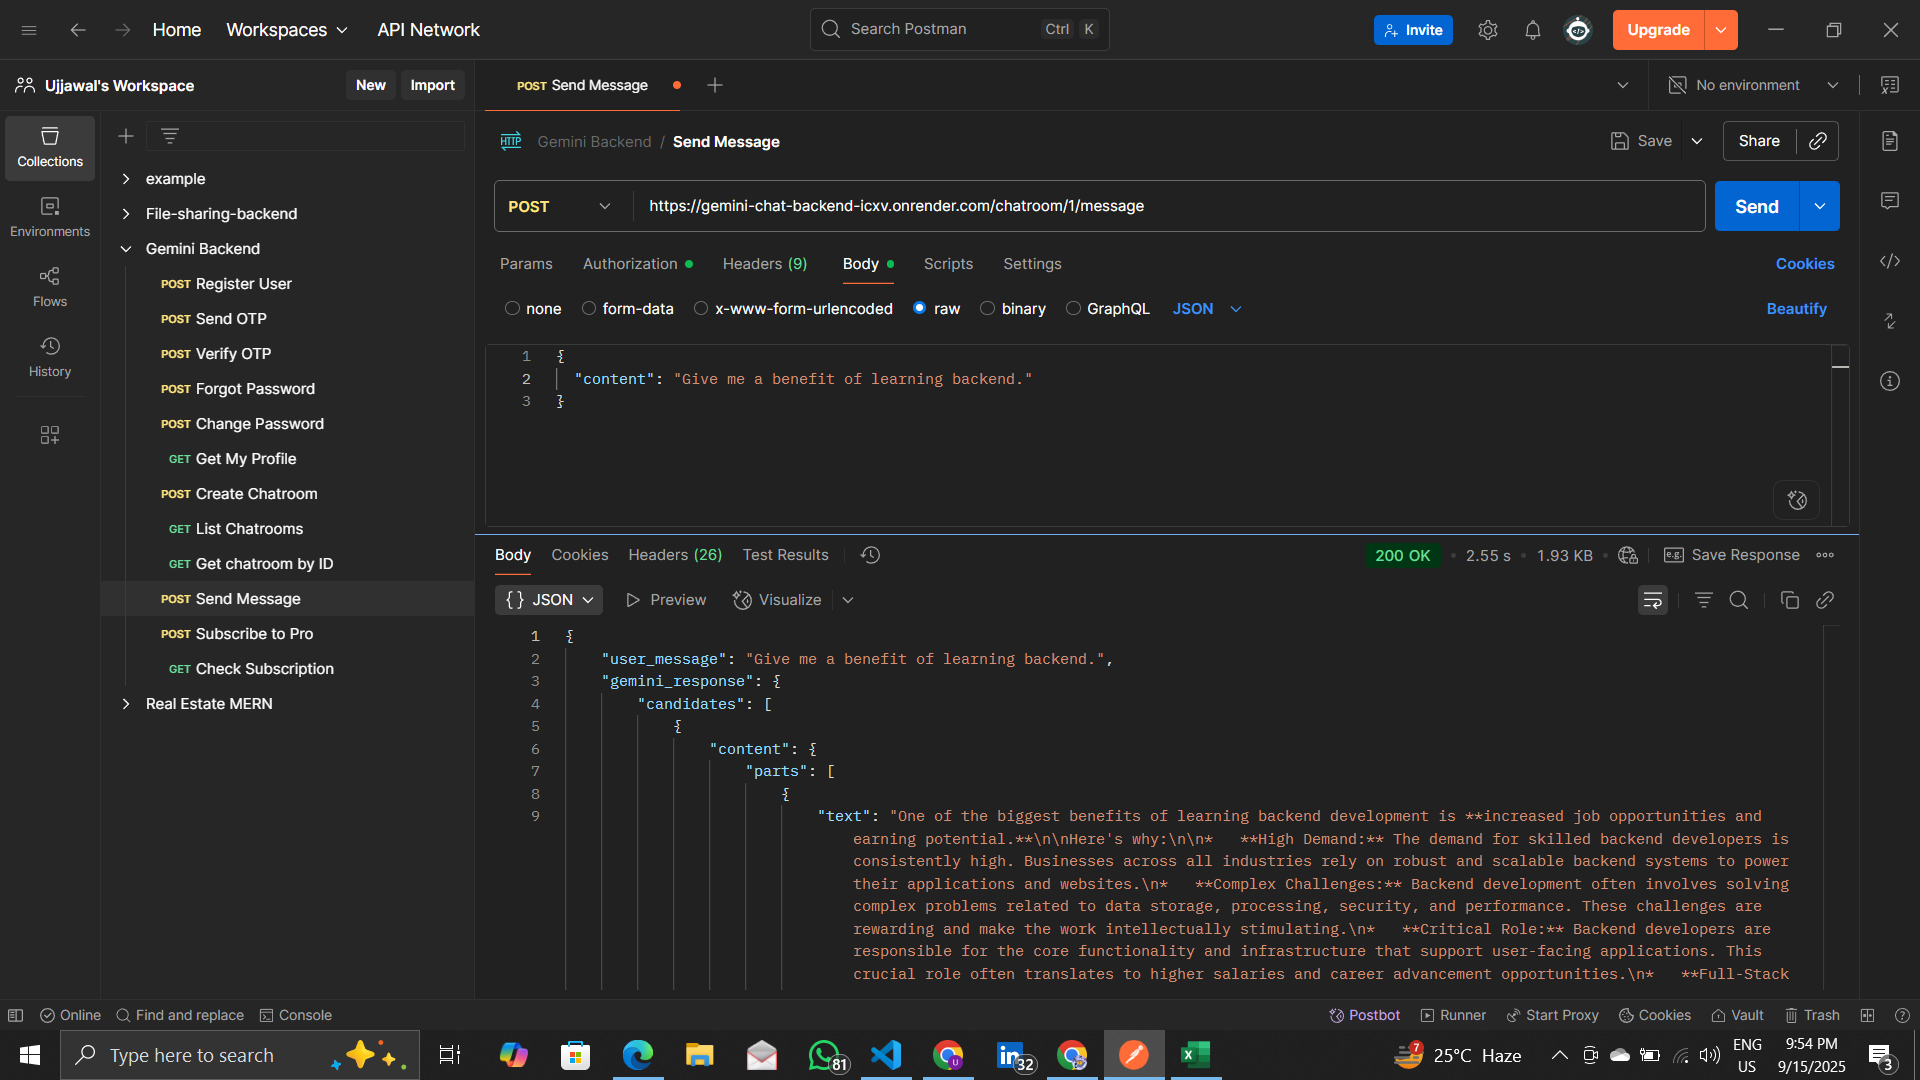 Home
Workspaces
API Network
Search Postman
Ctrl
K
Invite
Upgrade
Ujjawal's Workspace
New
Import
POST Send Message
No environment
Collections
Environments
Flows
History
example
File-sharing-backend
Gemini Backend
POST Register User
POST Send OTP
POST Verify OTP
POST Forgot Password
POST Change Password
GET Get My Profile
POST Create Chatroom
GET List Chatrooms
GET Get chatroom by ID
POST Send Message
POST Subscribe to Pro
GET Check Subscription
Real Estate MERN
HTTP Gemini Backend / Send Message
Save
Share
POST
https://gemini-chat-backend-icxv.onrender.com/chatroom/1/message
Send
Params
Authorization
Headers (9)
Body
Scripts
Settings
Cookies
none
form-data
x-www-form-urlencoded
raw
binary
GraphQL
JSON
Beautify
1 {
2 "content": "Give me a benefit of learning backend."
3 }
Body
Cookies
Headers (26)
Test Results
200 OK
2.55 s
1.93 KB
e.g. Save Response
{} JSON
Preview
Visualize
1 {
2 "user_message": "Give me a benefit of learning backend.",
3 "gemini_response": {
4 "candidates": [
5 {
6 "content": {
7 "parts": [
8 {
9 "text": "One of the biggest benefits of learning backend development is **increased job opportunities and
earning potential.**\n\nHere's why:\n\n*   **High Demand:** The demand for skilled backend developers is
consistently high. Businesses across all industries rely on robust and scalable backend systems to power
their applications and websites.\n*   **Complex Challenges:** Backend development often involves solving
complex problems related to data storage, processing, security, and performance. These challenges are
rewarding and make the work intellectually stimulating.\n*   **Critical Role:** Backend developers are
responsible for the core functionality and infrastructure that support user-facing applications. This
crucial role often translates to higher salaries and career advancement opportunities.\n*   **Full-Stack
Online
Find and replace
Console
Postbot
Runner
Start Proxy
Cookies
Vault
Trash
Type here to search
81
32
7
25°C Haze
ENG
US
9:54 PM
9/15/2025
3